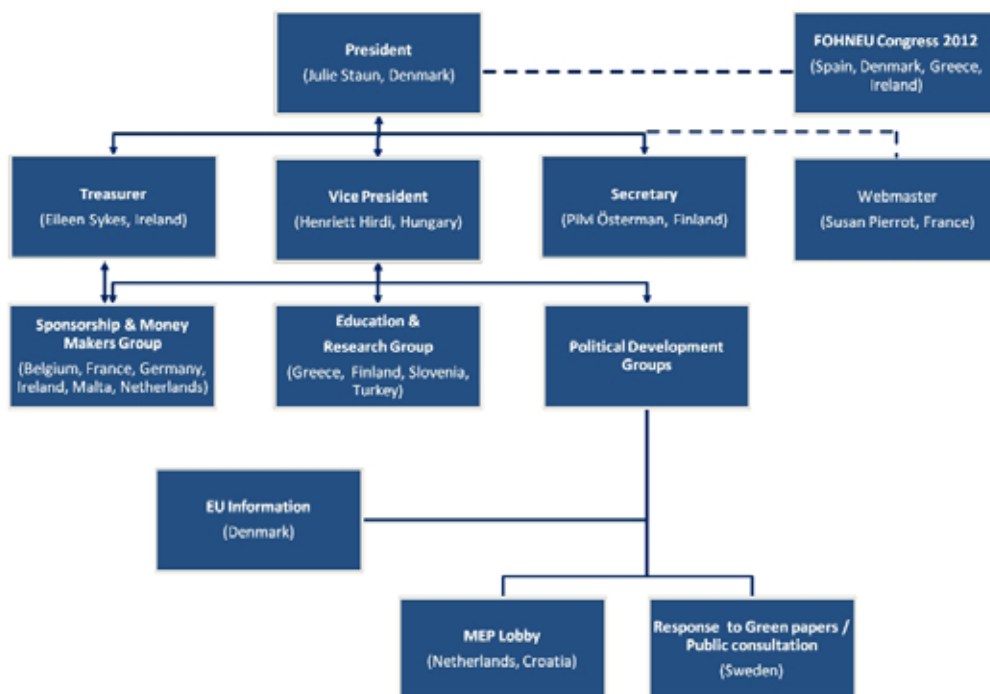 President
(Julie Staun, Denmark)
FOHNEU Congress 2012
(Spain, Denmark, Greece,
Ireland)
Treasurer
(Eileen Sykes, Ireland)
Vice President
(Henriett Hirdi, Hungary)
Secretary
(Pilvi Österman, Finland)
Webmaster
(Susan Pierrot, France)
Sponsorship & Money
Makers Group
(Belgium, France, Germany,
Ireland, Malta, Netherlands)
Education &
Research Group
(Greece, Finland, Slovenia,
Turkey)
Political Development
Groups
EU Information
(Denmark)
MEP Lobby
(Netherlands, Croatia)
Response to Green papers /
Public consultation
(Sweden)